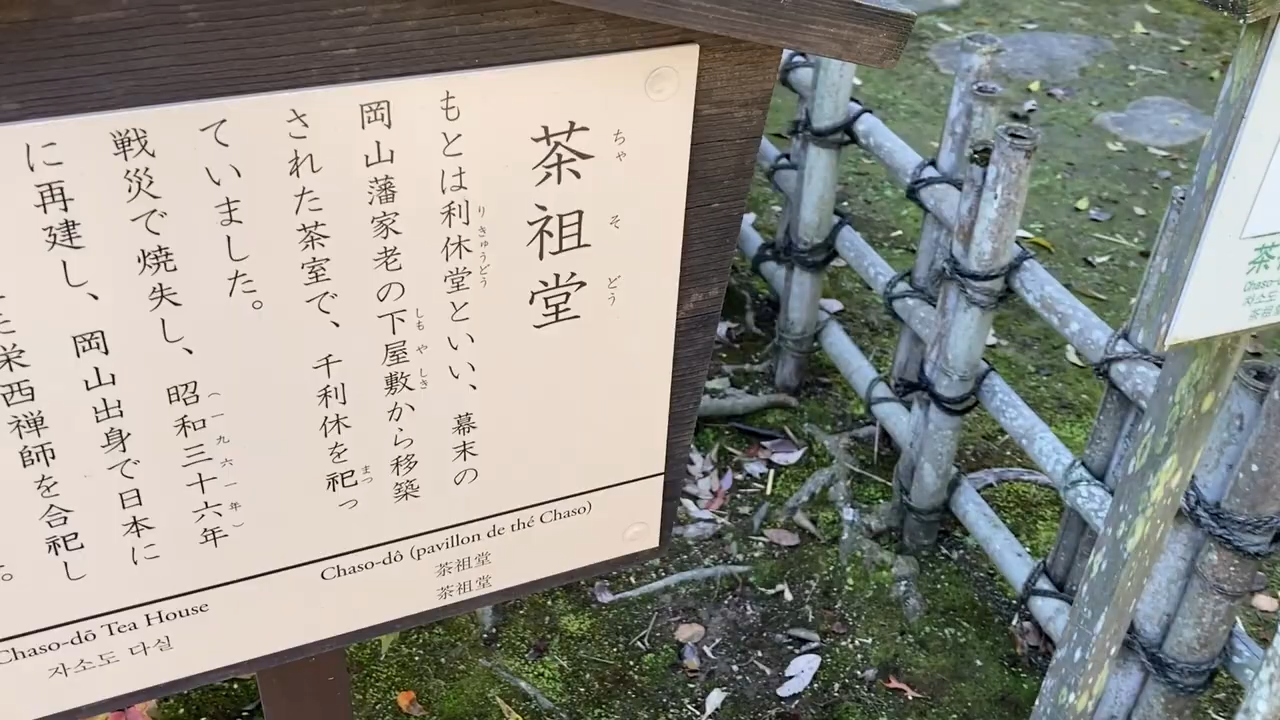 茶祖堂
ちゃ そ どう
もとは利休堂といい、幕末の
りきゅうどう
岡山藩家老の下屋敷から移築
しも や しき
された茶室で、千利休を祀っ
まつ
ていました。
戦災で焼失し、昭和三十六年
(一九六一年)
に再建し、岡山出身で日本に
栄西禅師を合祀し
Chaso-dô (pavillon de thé Chaso)
茶祖堂
茶祖堂
Chaso-dō Tea House
자소도 다실
茶